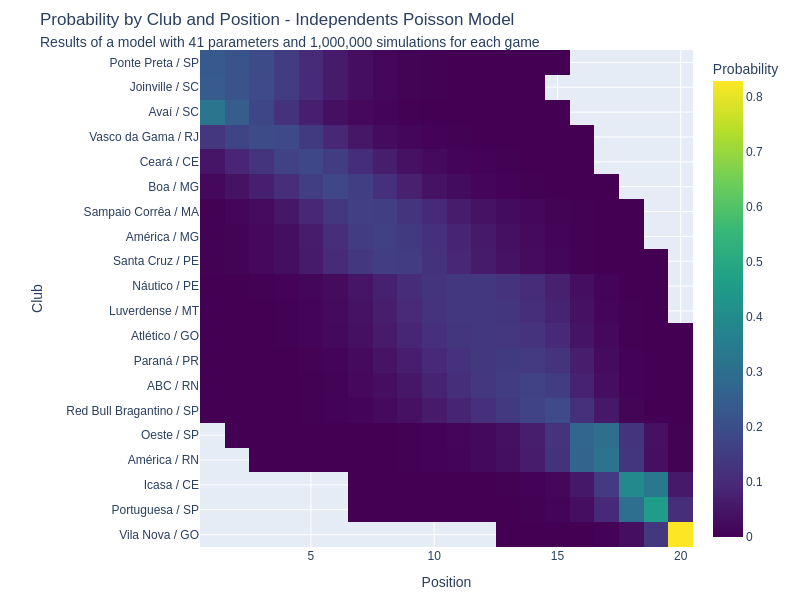 Probability by Club and Position - Independents Poisson Model
Results of a model with 41 parameters and 1,000,000 simulations for each game
Probability
Ponte Preta / SP
Joinville / SC
Avaí / SC
Vasco da Gama / RJ
Ceará / CE
Boa / MG
Sampaio Corrêa / MA
América / MG
Santa Cruz / PE
Náutico / PE
Luverdense / MT
Atlético / GO
Paraná / PR
ABC / RN
Red Bull Bragantino / SP
Oeste / SP
América / RN
Icasa / CE
Portuguesa / SP
Vila Nova / GO
Club
5
10
15
20
Position
0.8
0.7
0.6
0.5
0.4
0.3
0.2
0.1
0